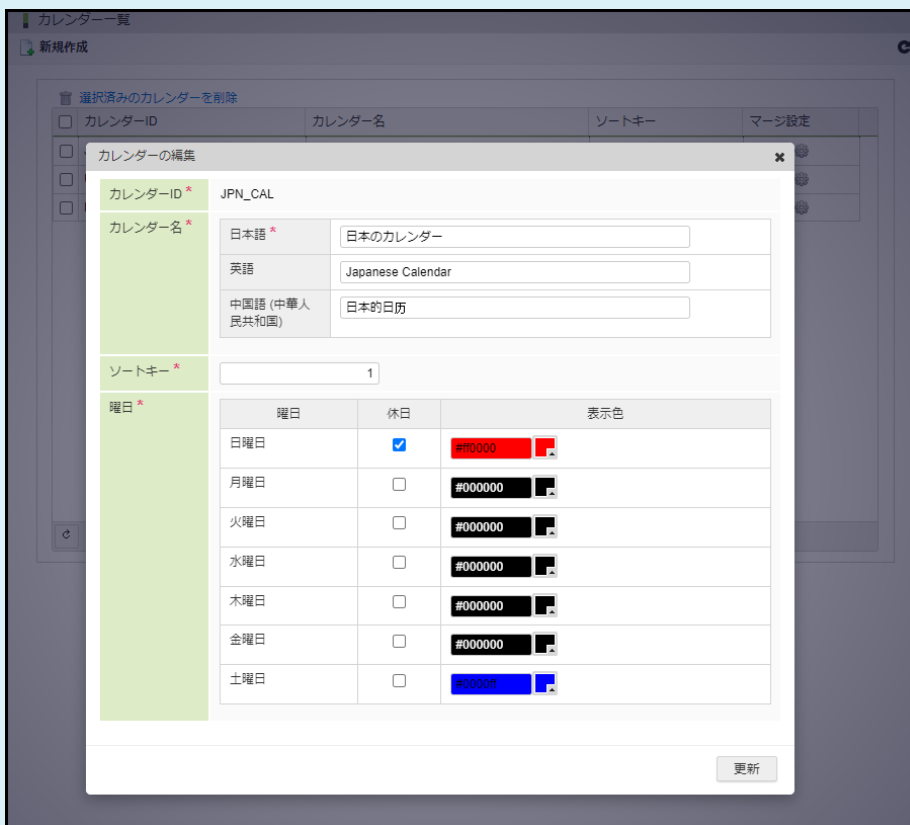 カレンダー一覧
新規作成
選択済みのカレンダーを削除
カレンダーID カレンダー名 ソートキー マージ設定
カレンダーの編集
カレンダーID * JPN_CAL
カレンダー名 * 日本語 * 日本のカレンダー
英語 Japanese Calendar
中国語 (中華人 日本的日历
民共和国)
ソートキー * 1
曜日 * 曜日 休日 表示色
日曜日 #ff0000
月曜日 #000000
火曜日 #000000
水曜日 #000000
木曜日 #000000
金曜日 #000000
土曜日
更新